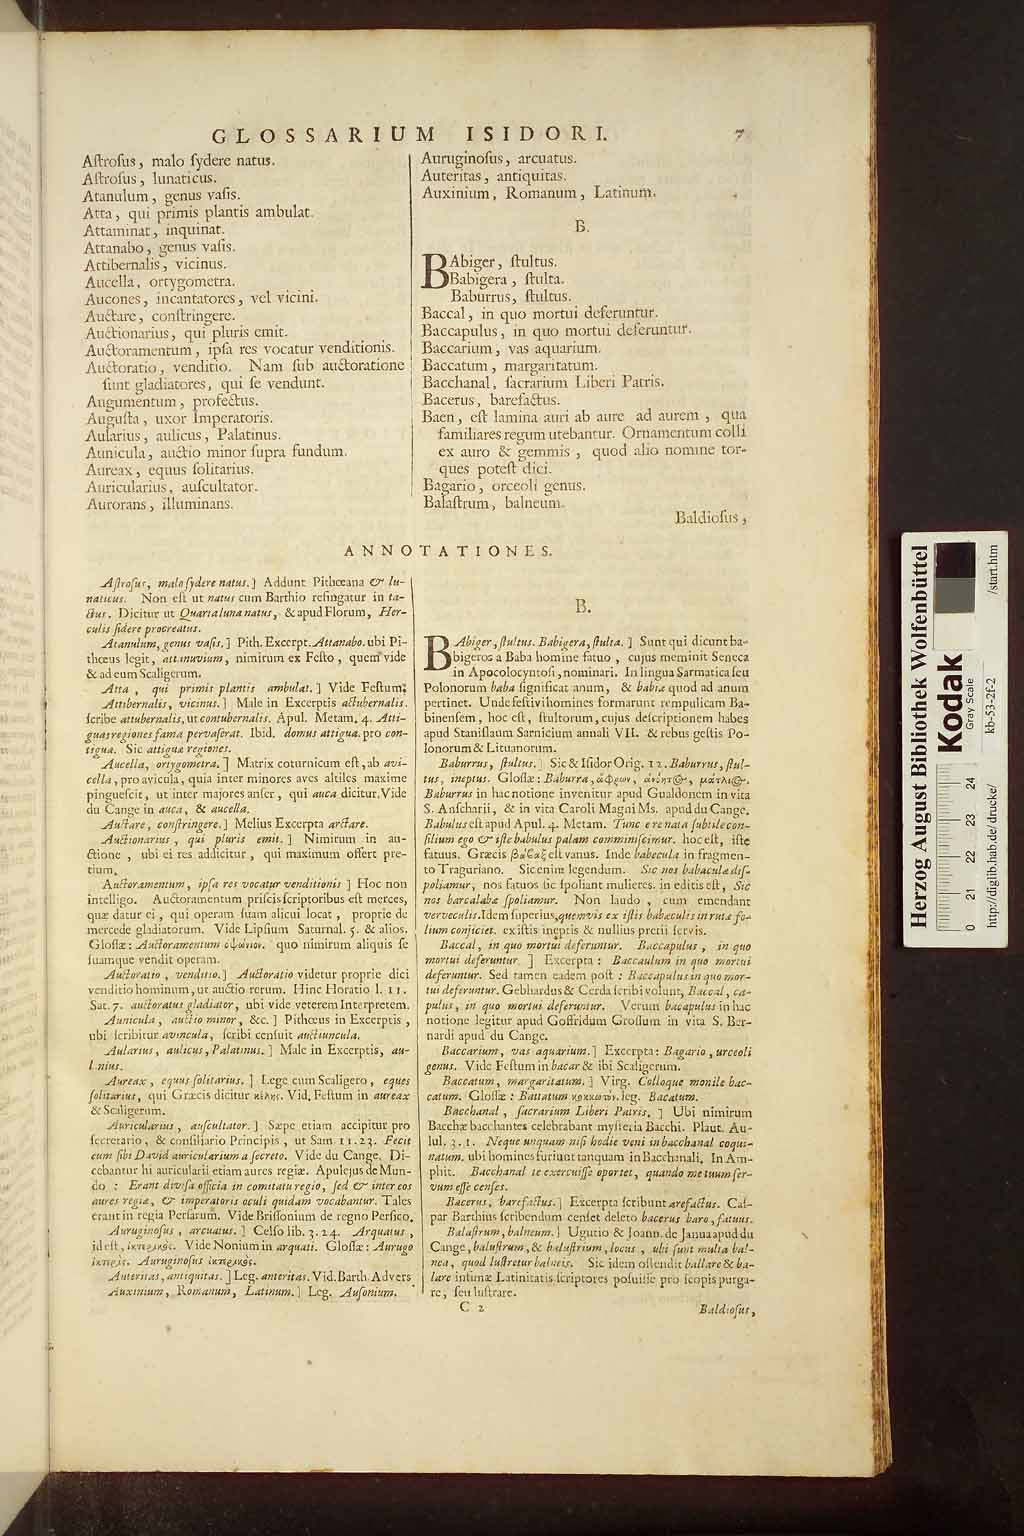 GLOSSARIUM ISIDORI. 7
Aſtroſus, malo ſydere natus.
Aſtroſus, lunaticus.
Atanulum, genus vaſis.
Atta, qui primis plantis ambulat.
Attaminat, inquinat.
Attanabo, genus vaſis.
Attibernalis, vicinus.
Aucella, ortygometra.
Aucones, incantatores, vel vicini.
Auctare, conſtringere.
Auctionarius, qui pluris emit.
Auctoramentum, ipſa res vocatur venditionis.
Auctoratio, venditio. Nam ſub auctoratione
ſunt gladiatores, qui ſe vendunt.
Augumentum, profectus.
Auguſta, uxor Imperatoris.
Aularius, aulicus, Palatinus.
Aunicula, auctio minor ſupra fundum.
Aureax, equus ſolitarius.
Auricularius, auſcultator.
Aurorans, illuminans.
Auruginoſus, arcuatus.
Auteritas, antiquitas.
Auxinium, Romanum, Latinum.
B.
BAbiger, ſtultus.
Babigera, ſtulta.
Baburrus, ſtultus.
Baccal, in quo mortui deferuntur.
Baccapulus, in quo mortui deferuntur.
Baccarium, vas aquarium.
Baccatum, margaritatum.
Bacchanal, ſacrarium Liberi Patris.
Bacerus, barefactus.
Baen, eſt lamina auri ab aure ad aurem, qua
familiares regum utebantur. Ornamentum colli
ex auro & gemmis, quod alio nomine tor-
ques poteſt dici.
Bagario, orceoli genus.
Balaſtrum, balneum.
Baldioſus,
ANNOTATIONES.
Aſtroſus, malo ſydere natus.] Addunt Pithœana & lu-
naticus. Non eſt ut natus cum Barthio refingatur in ta-
ctus. Dicitur ut Quarta luna natus, & apud Florum, Her-
culis ſidere procreatus.
Atanulum, genus vaſis.] Pith. Excerpt. Attanabo. ubi Pi-
thœus legit, attanuvium, nimirum ex Feſto, quem vide
& ad eum Scaligerum.
Atta, qui primis plantis ambulat.] Vide Feſtum.
Attibernalis, vicinus.] Male in Excerptis actubernalis.
ſcribe attubernalis, ut contubernalis. Apul. Metam. 4. Atti-
guas regiones fama pervaſerat. Ibid. domus attigua. pro con-
tigua. Sic attiguæ regiones.
Aucella, ortygometra.] Matrix coturnicum eſt, ab avi-
cella, pro avicula, quia inter minores aves altiles maxime
pingueſcit, ut inter majores anſer, qui auca dicitur. Vide
du Cange in auca, & aucella.
Auctare, conſtringere.] Melius Excerpta arctare.
Auctionarius, qui pluris emit.] Nimirum in au-
ctione, ubi ei res addicitur, qui maximum offert pre-
tium.
Auctoramentum, ipſa res vocatur venditionis] Hoc non
intelligo. Auctoramentum priſcis ſcriptoribus eſt merces,
quæ datur ei, qui operam ſuam alicui locat, proprie de
mercede gladiatorum. Vide Lipſium Saturnal. 5. & alios.
Gloſſæ: Auctoramentum ὀψώνιον. quo nimirum aliquis ſe
ſuamque vendit operam.
Auctoratio, venditio.] Auctoratio videtur proprie dici
venditio hominum, ut auctio rerum. Hinc Horatio l. 11.
Sat. 7. auctoratus gladiator, ubi vide veterem Interpretem.
Aunicula, auctio minor, &c.] Pithœus in Excerptis,
ubi ſcribitur avincula, ſcribi cenſuit auctiuncula.
Aularius, aulicus, Palatinus.] Male in Excerptis, au-
lenius.
Aureax, equus ſolitarius.] Lege cum Scaligero, eques
ſolitarius, qui Græcis dicitur κέλης. Vid. Feſtum in aureax
& Scaligerum.
Auricularius, auſcultator.] Sæpe etiam accipitur pro
ſecretario, & conſiliario Principis, ut Sam. 11. 23. Fecit
eum ſibi David auricularium a ſecreto. Vide du Cange. Di-
cebantur hi auricularii etiam aures regiæ. Apulejus de Mun-
do: Erant diverſa officia in comitatu regio, ſed & inter eos
aures regiæ, & imperatoris oculi quidam vocabantur. Tales
erant in regia Perſarum. Vide Briſſonium de regno Perſico.
Auruginoſus, arcuatus.] Celſo lib. 3. 24. Arquatus,
id eſt, ἰκτερικός. Vide Nonium in arquati. Gloſſæ: Aurugo
ἴκτερος. Auruginoſus ἰκτερικός.
Auteritas, antiquitas.] Leg. anteritas. Vid. Barth. Advers
Auxinium, Romanum, Latinum.] Leg. Auſonium.
B.
BAbiger, ſtultus. Babigera, ſtulta.] Sunt qui dicunt ba-
bigeros a Baba homine fatuo, cujus meminit Seneca
in Apocolocyntoſi, nominari. In lingua Sarmatica ſeu
Polonorum baba ſignificat anum, & babiæ quod ad anum
pertinet. Unde feſtivi homines formarunt rempulicam Ba-
binenſem, hoc eſt, ſtultorum, cujus deſcriptionem habes
apud Staniſlaum Sarnicium annali VII. & rebus geſtis Po-
lonorum & Lituanorum.
Baburrus, ſtultus.] Sic & Iſidor Orig. 12. Baburrus, ſtul-
tus, ineptus. Gloſſæ: Baburra, ἄφρων, ἀνόητος, μάταιος.
Baburrus in hac notione invenitur apud Gualdonem in vita
S. Anſcharii, & in vita Caroli Magni Ms. apud du Cange.
Babulus eſt apud Apul. 4. Metam. Tunc e re nata ſubtile con-
ſilium ego & iſte babulus palam comminiſcimur. hoc eſt, iſte
fatuus. Græcis βάβαξ eſt vanus. Inde babecula in fragmen-
to Traguriano. Sic enim legendum. Sic nos babaculæ diſ-
poliamur, nos fatuos ſic ſpoliant mulieres. in editis eſt, Sic
nos barcalabæ ſpoliamur. Non laudo, cum emendant
verveculis. Idem ſuperius, quemvis ex iſtis babæculis in rutæ fo-
lium conjiciet. ex iſtis ineptis & nullius pretii ſervis.
Baccal, in quo mortui deferuntur. Baccapulus, in quo
mortui deferuntur.] Excerpta: Baccaulum in quo mortui
deferuntur. Sed tamen eadem poſt: Baccapulus in quo mor-
tui deferuntur. Gebhardus & Cerda ſcribi volunt, Baccal, ca-
pulus, in quo mortui deferuntur. Verum bacapulus in hac
notione legitur apud Goffridum Groſſum in vita S. Ber-
nardi apud du Cange.
Baccarium, vas aquarium.] Excerpta: Bagario, urceoli
genus. Vide Feſtum in bacar & ibi Scaligerum.
Baccatum, margaritatum.] Virg. Colloque monile bac-
catum. Gloſſæ: Battatum leg. Bacatum.
Bacchanal, ſacrarium Liberi Patris.] Ubi nimirum
Bacchæ bacchantes celebrabant myſteria Bacchi. Plaut. Au-
lul. 3. 1. Neque unquam niſi hodie veni in bacchanal coqui-
natum. ubi homines furiunt tanquam in Bacchanali. In Am-
phit. Bacchanal te exercuiſſe oportet, quando me tuum ſer-
vum eſſe cenſes.
Bacerus, barefactus.] Excerpta ſcribunt arefactus. Caſ-
par Barthius ſcribendum cenſet deleto bacerus baro, fatuus.
Balaſtrum, balneum.] Ugutio & Joann. de Janua apud du
Cange, baluſtrum, & baluſtrium, locus, ubi ſunt multa bal-
nea, quod luſtretur balneis. Sic idem oſtendit ballare & ba-
lare infimæ Latinitatis ſcriptores poſuiſſe pro ſcopis purga-
re, ſeu luſtrare.
C 2
Baldioſus,
Herzog August Bibliothek Wolfenbüttel
Kodak
Gray Scale
0 21 22 23 24
http://diglib.hab.de/drucke/ kb-53-2f-2 /start.htm